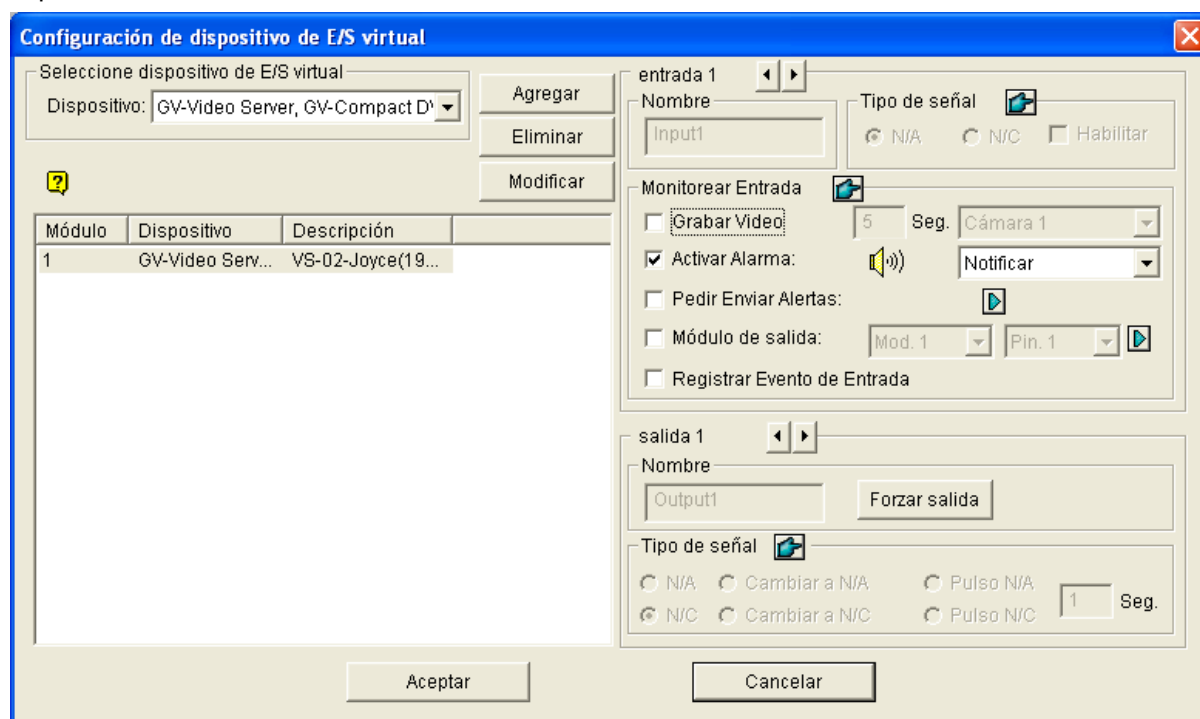 Configuración de dispositivo de E/S virtual
Seleccione dispositivo de E/S virtual
Dispositivo: GV-Video Server, GV-Compact D
Agregar
Eliminar
Modificar
Módulo Dispositivo Descripción
1 GV-Video Serv... VS-02-Joyce(19...
entrada 1
Nombre
Input1
Tipo de señal
N/A N/C Habilitar
Monitorear Entrada
Grabar Video 5 Seg. Cámara 1
Activar Alarma: Notificar
Pedir Enviar Alertas:
Módulo de salida: Mod. 1 Pin. 1
Registrar Evento de Entrada
salida 1
Nombre
Output1 Forzar salida
Tipo de señal
N/A Cambiar a N/A Pulso N/A
N/C Cambiar a N/C Pulso N/C
1 Seg.
Aceptar Cancelar